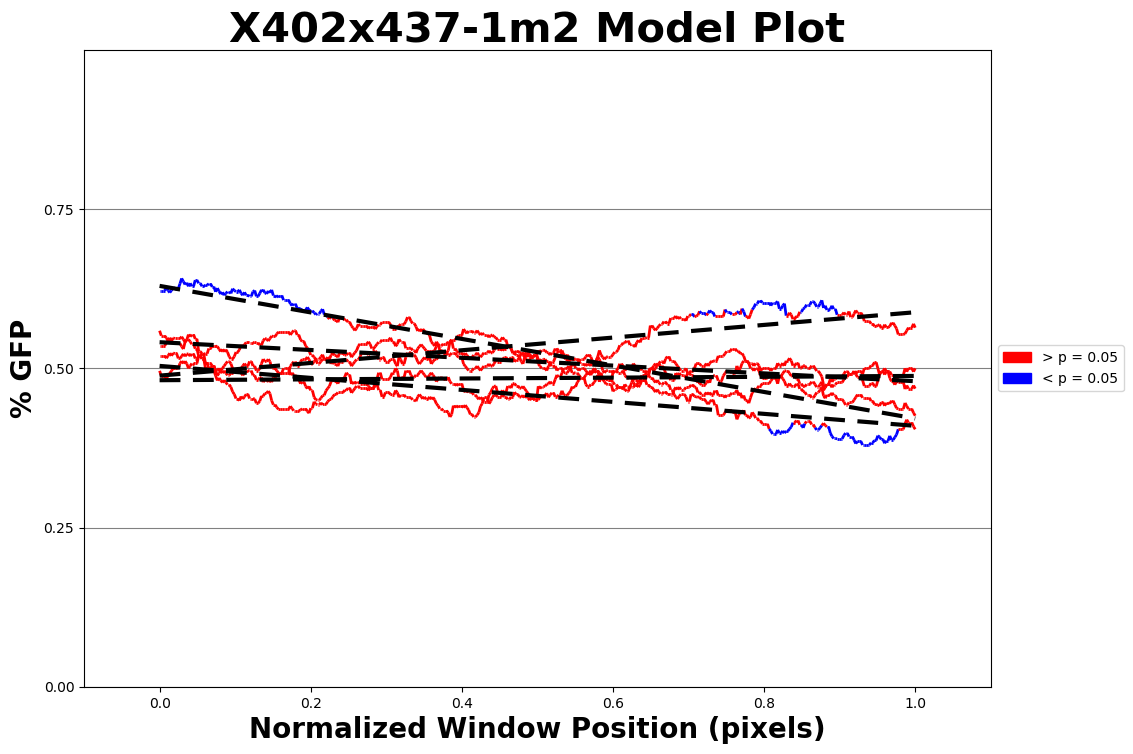 X402x437-1m2 Model Plot
% GFP
0.75
0.50
0.25
0.00
0.0 0.2 0.4 0.6 0.8 1.0
Normalized Window Position (pixels)
> p = 0.05
< p = 0.05